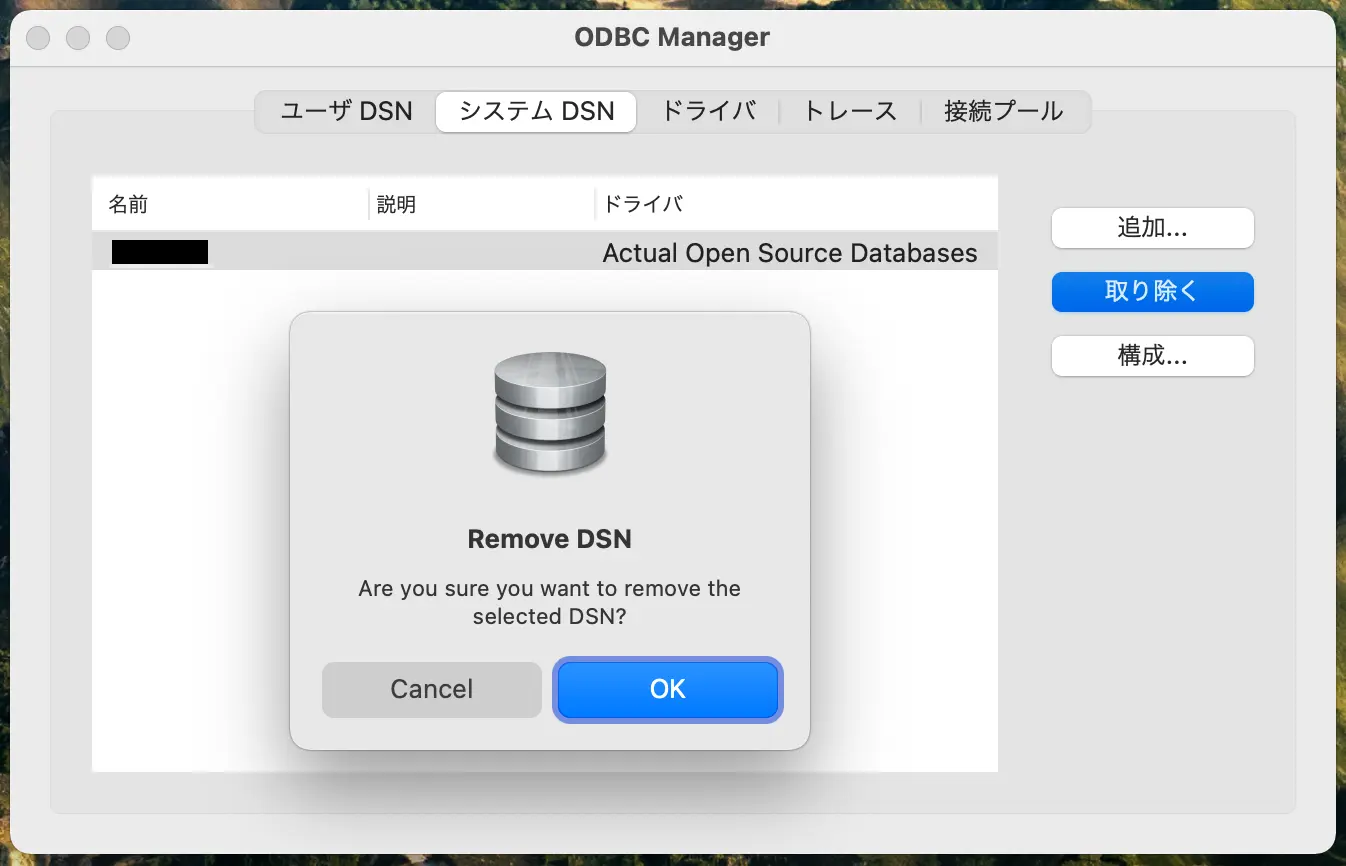 ODBC Manager
ユーザ DSN
システム DSN
ドライバ
トレース
接続プール
名前
説明
ドライバ
Actual Open Source Databases
追加...
取り除く
構成...
Remove DSN
Are you sure you want to remove the
selected DSN?
Cancel
OK